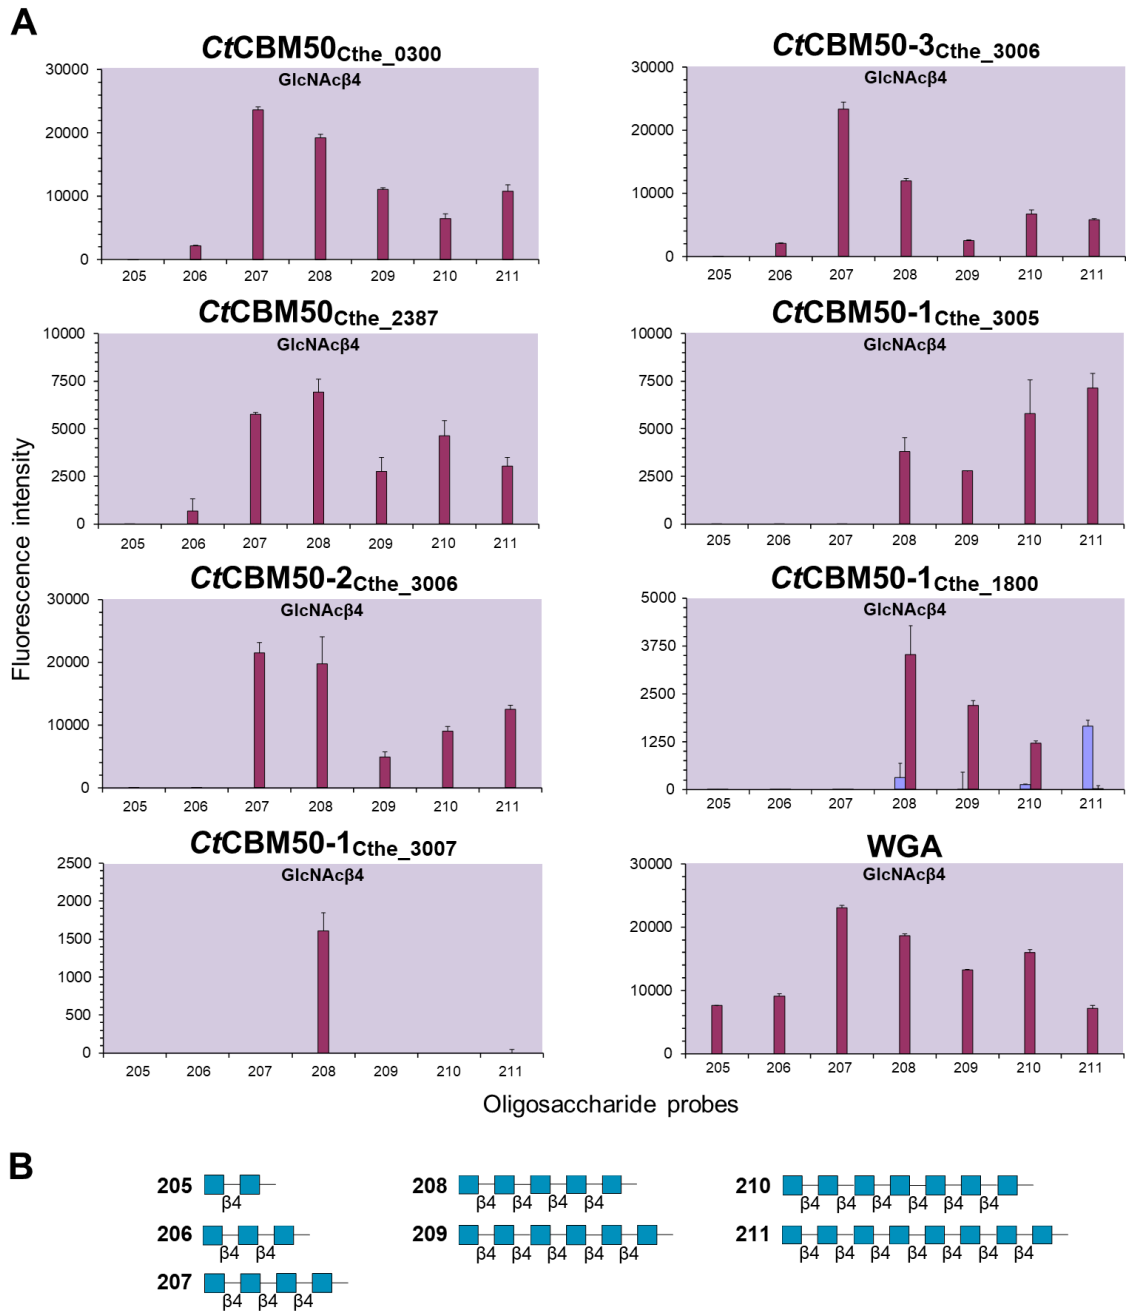 A
CtCBM50Cthe_0300
GlcNAcβ4
30000
20000
10000
0
205 206 207 208 209 210 211
CtCBM50-3Cthe_3006
GlcNAcβ4
30000
20000
10000
0
205 206 207 208 209 210 211
CtCBM50Cthe_2387
GlcNAcβ4
10000
7500
5000
2500
0
205 206 207 208 209 210 211
CtCBM50-1Cthe_3005
GlcNAcβ4
10000
7500
5000
2500
0
205 206 207 208 209 210 211
Fluorescence intensity
CtCBM50-2Cthe_3006
GlcNAcβ4
30000
20000
10000
0
205 206 207 208 209 210 211
CtCBM50-1Cthe_1800
GlcNAcβ4
5000
3750
2500
1250
0
205 206 207 208 209 210 211
CtCBM50-1Cthe_3007
GlcNAcβ4
2500
2000
1500
1000
500
0
205 206 207 208 209 210 211
WGA
GlcNAcβ4
30000
20000
10000
0
205 206 207 208 209 210 211
Oligosaccharide probes
B
205
β4
206
β4 β4
207
β4 β4 β4
208
β4 β4 β4 β4
209
β4 β4 β4 β4 β4
210
β4 β4 β4 β4 β4 β4
211
β4 β4 β4 β4 β4 β4 β4